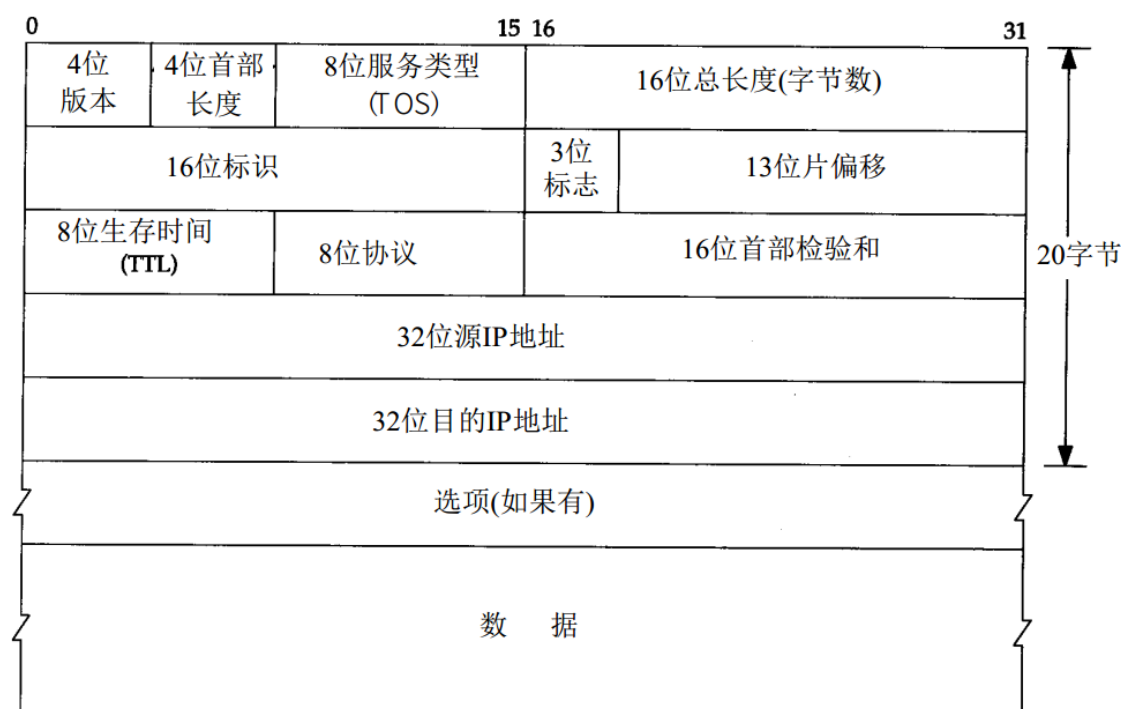 0 15 16 31
4位 4位首部 8位服务类型 16位总长度(字节数)
版本 长度 (TOS)
16位标识 3位 13位片偏移
标志
8位生存时间 8位协议 16位首部检验和
(TTL)
20字节
32位源IP地址
32位目的IP地址
选项(如果有)
数 据